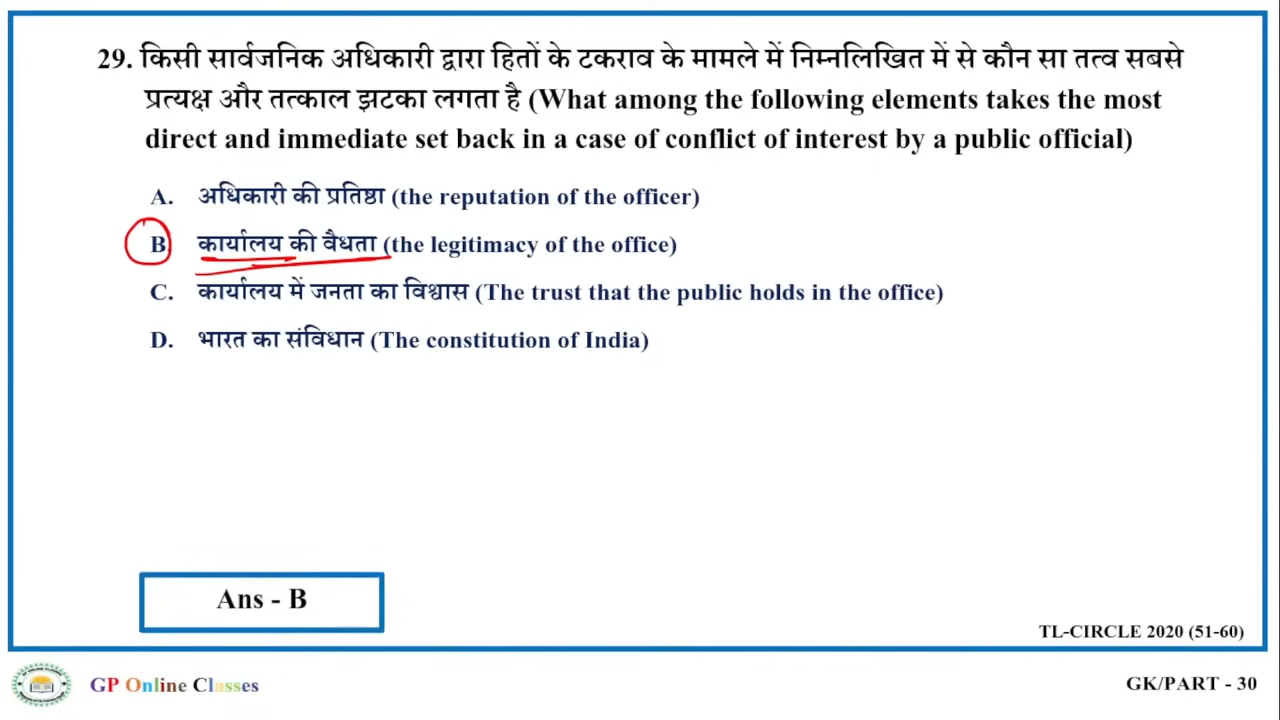 29. किसी सार्वजनिक अधिकारी द्वारा हितों के टकराव के मामले में निम्नलिखित में से कौन सा तत्व सबसे
प्रत्यक्ष और तत्काल झटका लगता है (What among the following elements takes the most
direct and immediate set back in a case of conflict of interest by a public official)
A. अधिकारी की प्रतिष्ठा (the reputation of the officer)
B. कार्यालय की वैधता (the legitimacy of the office)
C. कार्यालय में जनता का विश्वास (The trust that the public holds in the office)
D. भारत का संविधान (The constitution of India)
Ans - B
TL-CIRCLE 2020 (51-60)
GP Online Classes
GK/PART - 30